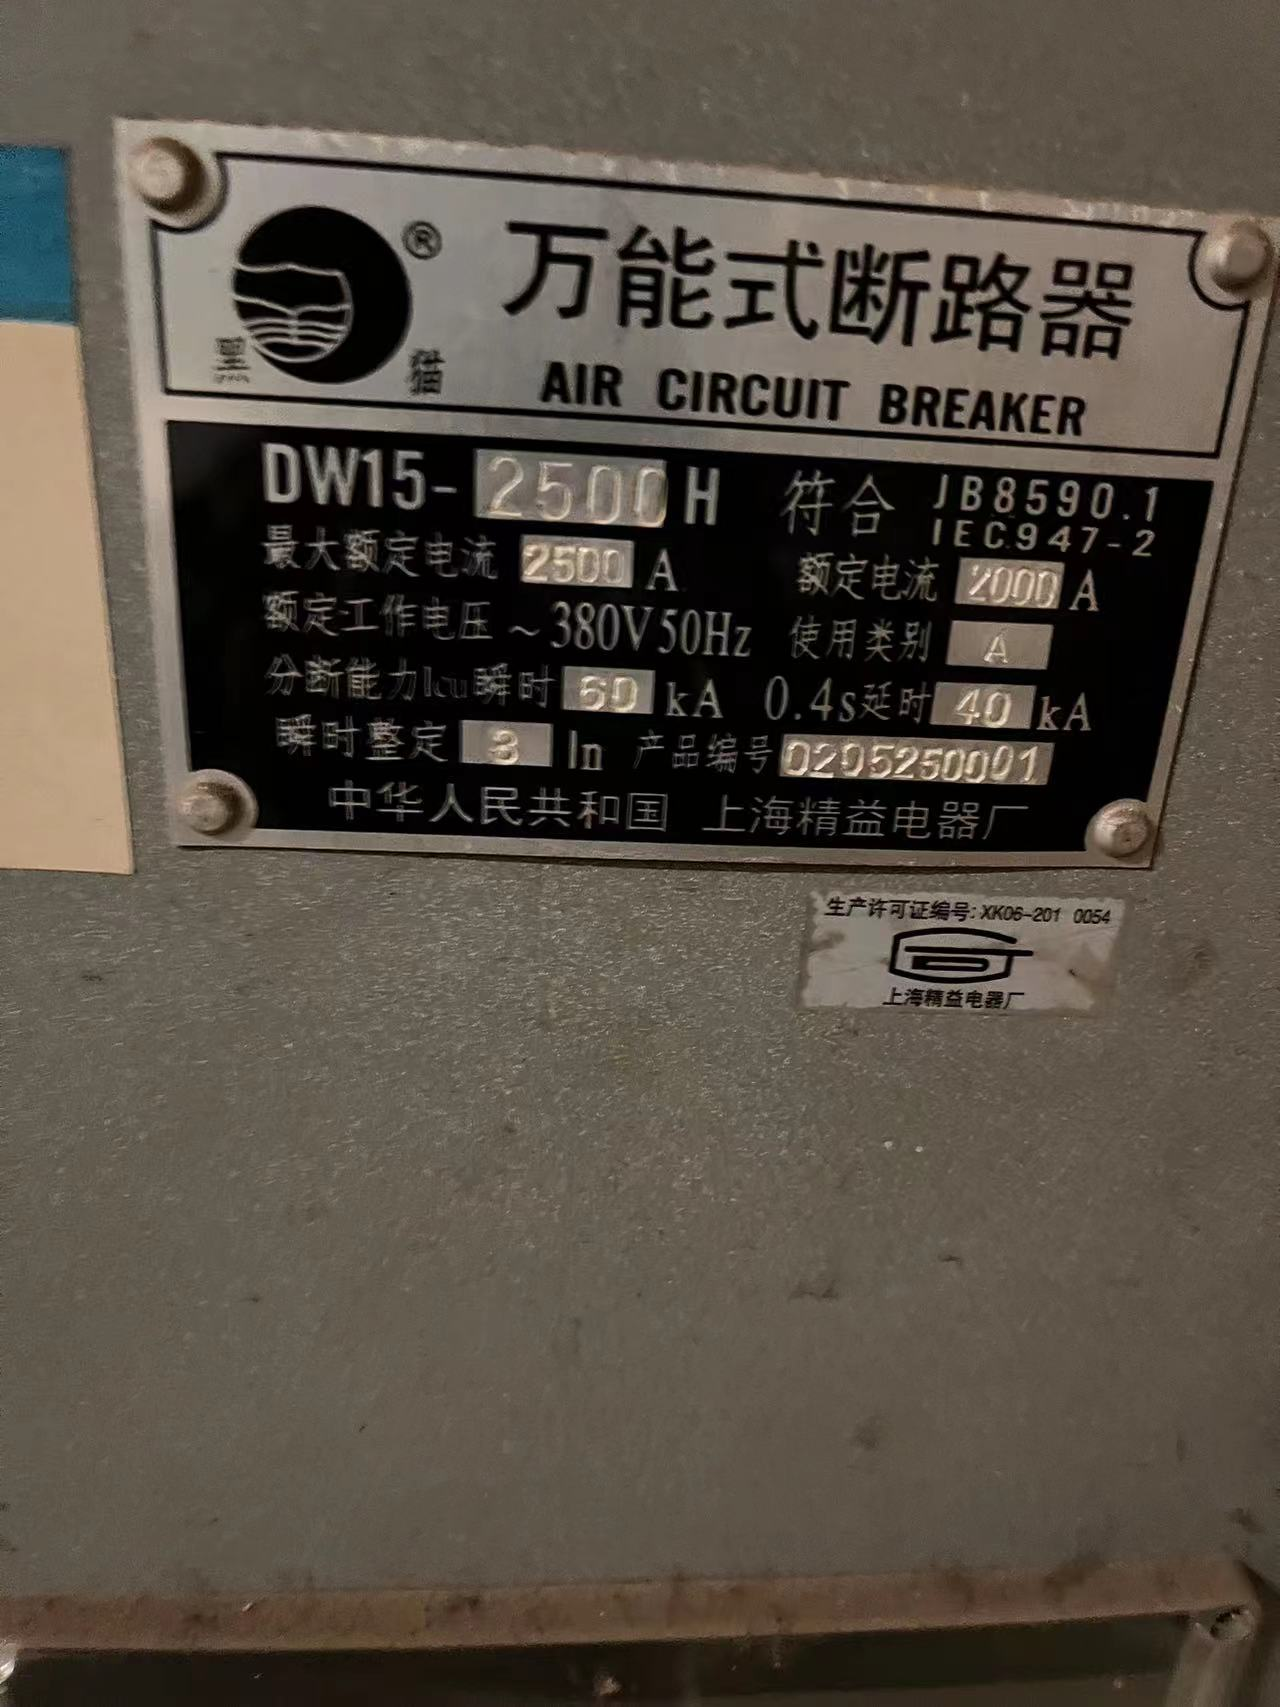 ®
黑 猫
万能式断路器
AIR CIRCUIT BREAKER
DW15-2500H 符合 JB8590.1
IEC947-2
最大额定电流 2500 A 额定电流 2000 A
额定工作电压 ~380V 50Hz 使用类别 A
分断能力Icu瞬时 60 kA 0.4s延时 40 kA
瞬时整定 3 In 产品编号 0205250001
中华人民共和国 上海精益电器厂
生产许可证编号: XK06-201 0054
上海精益电器厂